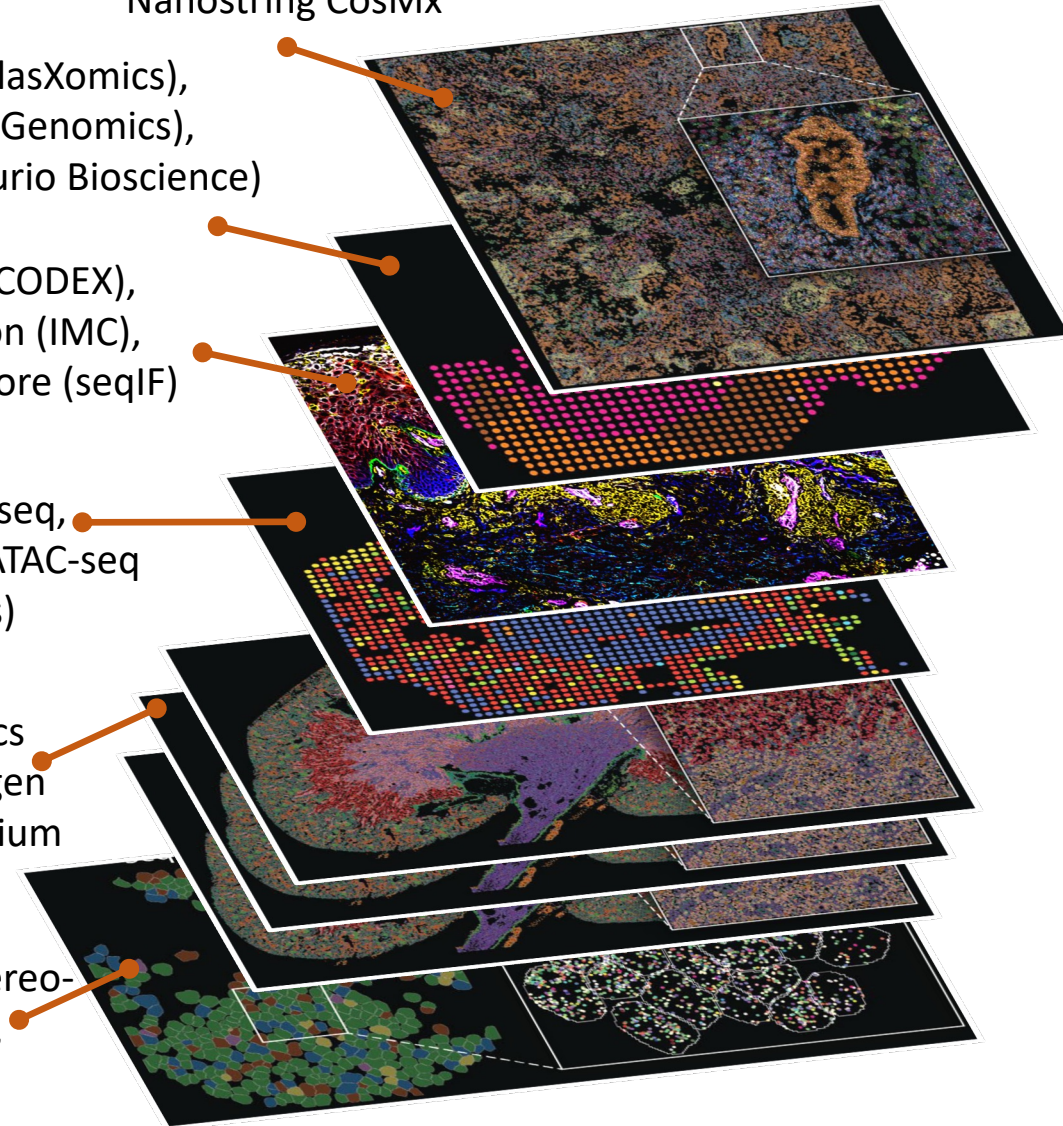 Nanostring CosMx
lasXomics),
Genomics),
urio Bioscience)
CODEX),
on (IMC),
ore (seqIF)
seq,
ATAC-seq
s)
cs
gen
ium
ereo-